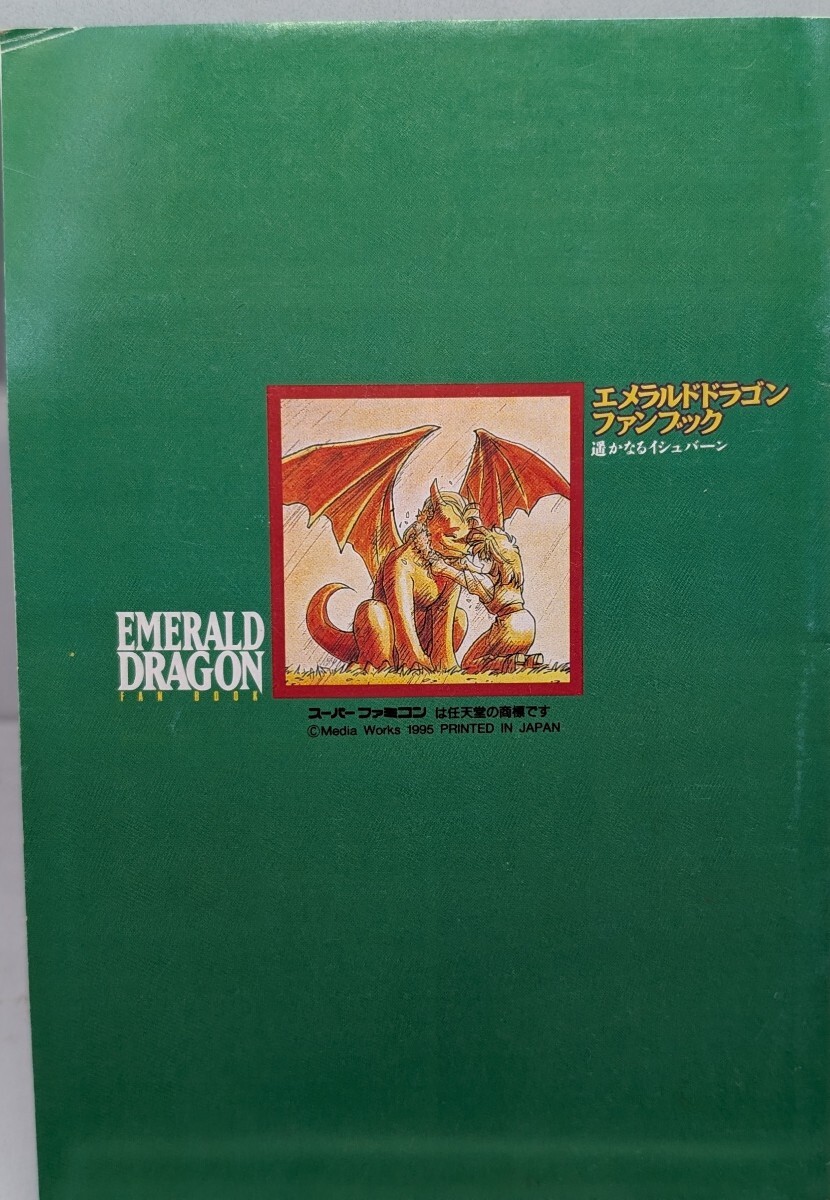 エメラルドドラゴン
ファンブック
遥かなるイシュバーン
EMERALD
DRAGON
FAN BOOK
スーパーファミコン は任天堂の商標です
©Media Works 1995 PRINTED IN JAPAN